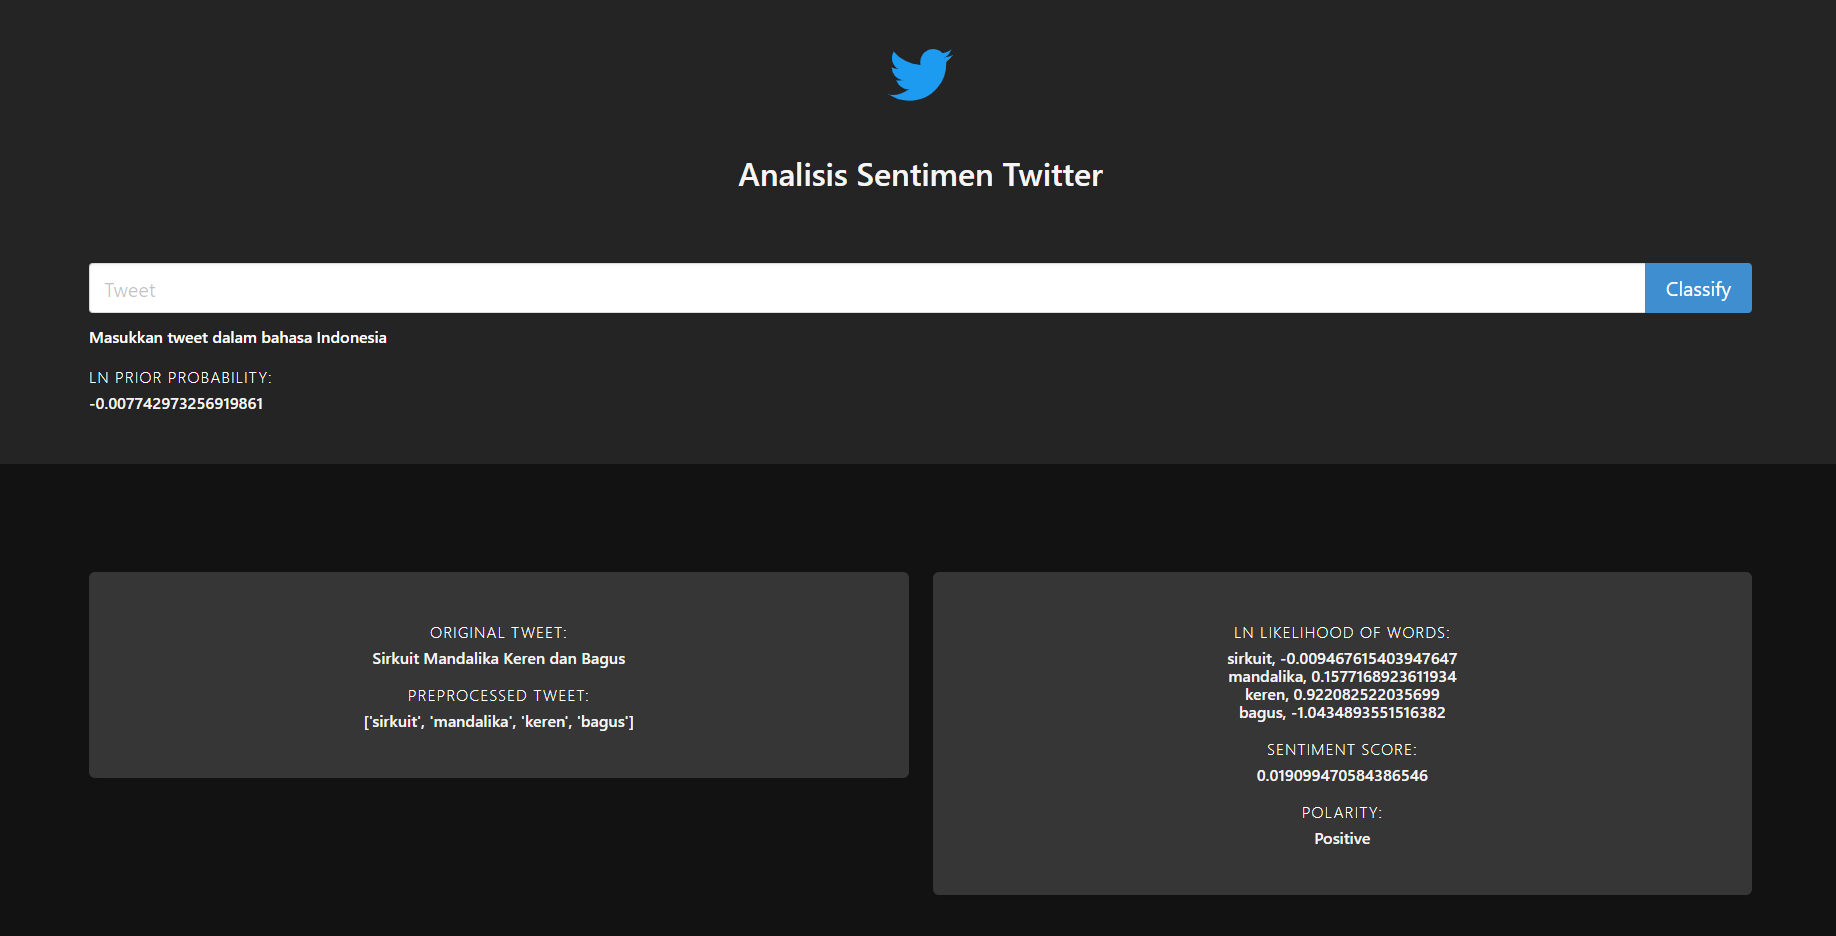 Analisis Sentimen Twitter
Tweet
Classify
Masukkan tweet dalam bahasa Indonesia
LN PRIOR PROBABILITY:
-0.007742973256919861
ORIGINAL TWEET:
Sirkuit Mandalika Keren dan Bagus
PREPROCESSED TWEET:
['sirkuit', 'mandalika', 'keren', 'bagus']
LN LIKELIHOOD OF WORDS:
sirkuit, -0.009467615403947647
mandalika, 0.1577168923611934
keren, 0.922082522035699
bagus, -1.0434893551516382
SENTIMENT SCORE:
0.019099470584386546
POLARITY:
Positive